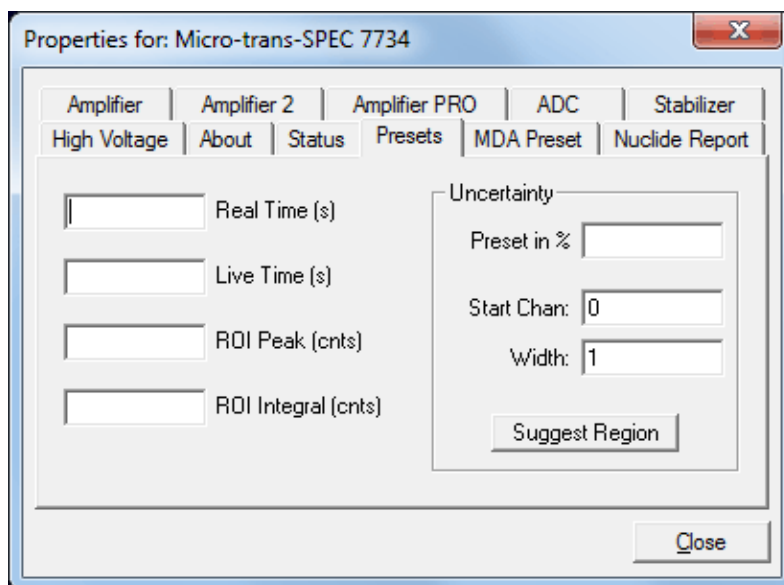 Properties for: Micro-trans-SPEC 7734
X
Amplifier Amplifier 2 Amplifier PRO ADC Stabilizer
High Voltage About Status Presets MDA Preset Nuclide Report
Real Time (s)
Live Time (s)
ROI Peak (cnts)
ROI Integral (cnts)
Uncertainty
Preset in %
Start Chan: 0
Width: 1
Suggest Region
Close